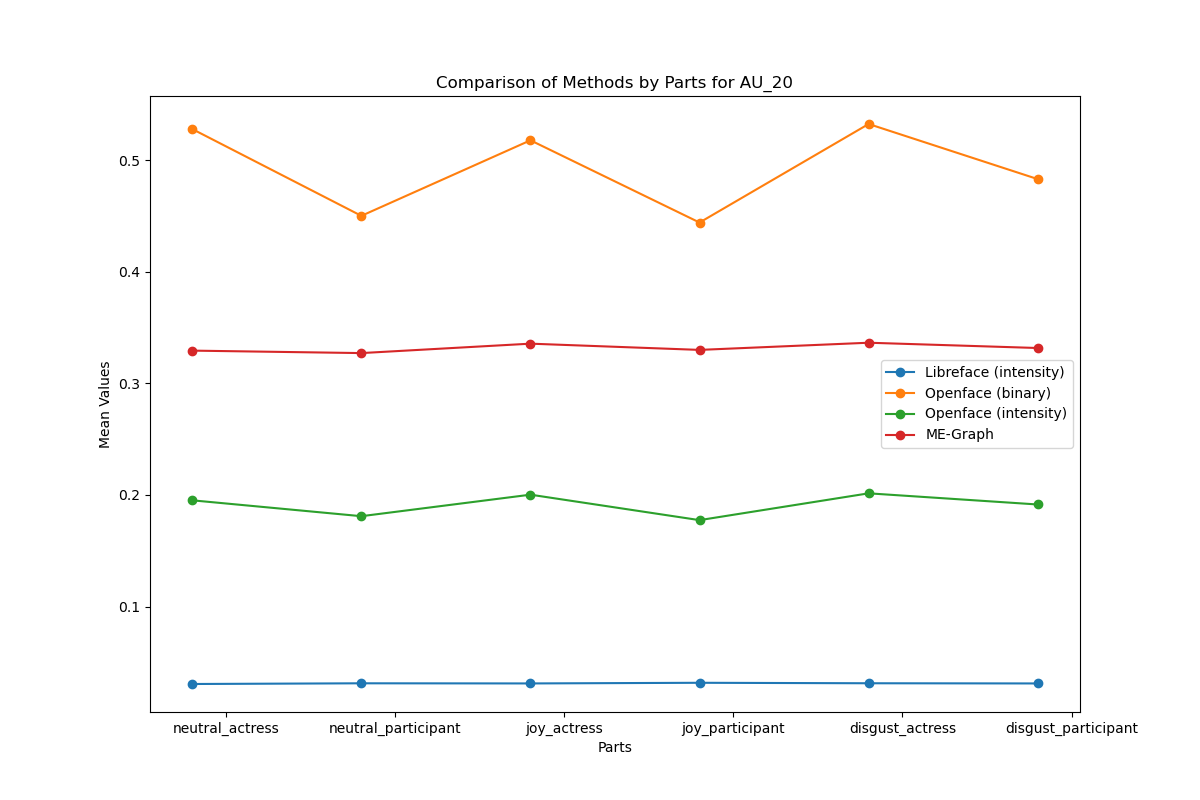 Comparison of Methods by Parts for AU_20
Mean Values
0.5
0.4
0.3
0.2
0.1
Libreface (intensity)
Openface (binary)
Openface (intensity)
ME-Graph
neutral_actress
neutral_participant
joy_actress
joy_participant
disgust_actress
disgust_participant
Parts